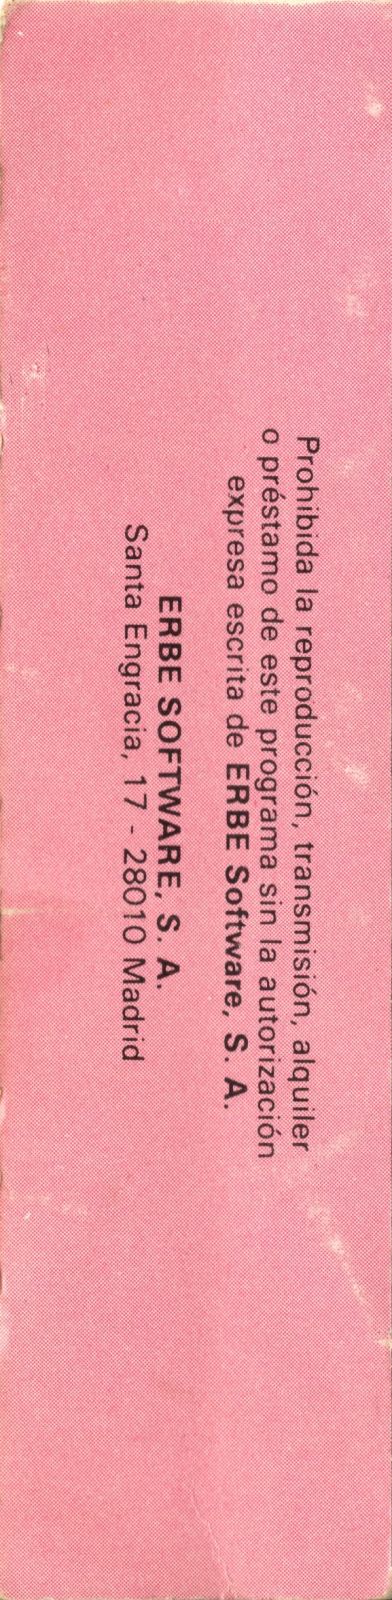 Prohibida la reproducción, transmisión, alquiler
o préstamo de este programa sin la autorización
expresa escrita de ERBE Software, S. A.
ERBE SOFTWARE, S. A.
Santa Engracia, 17 - 28010 Madrid